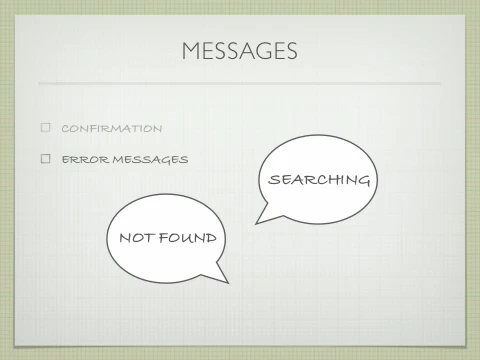 MESSAGES
CONFIRMATION
ERROR MESSAGES
SEARCHING
NOT FOUND